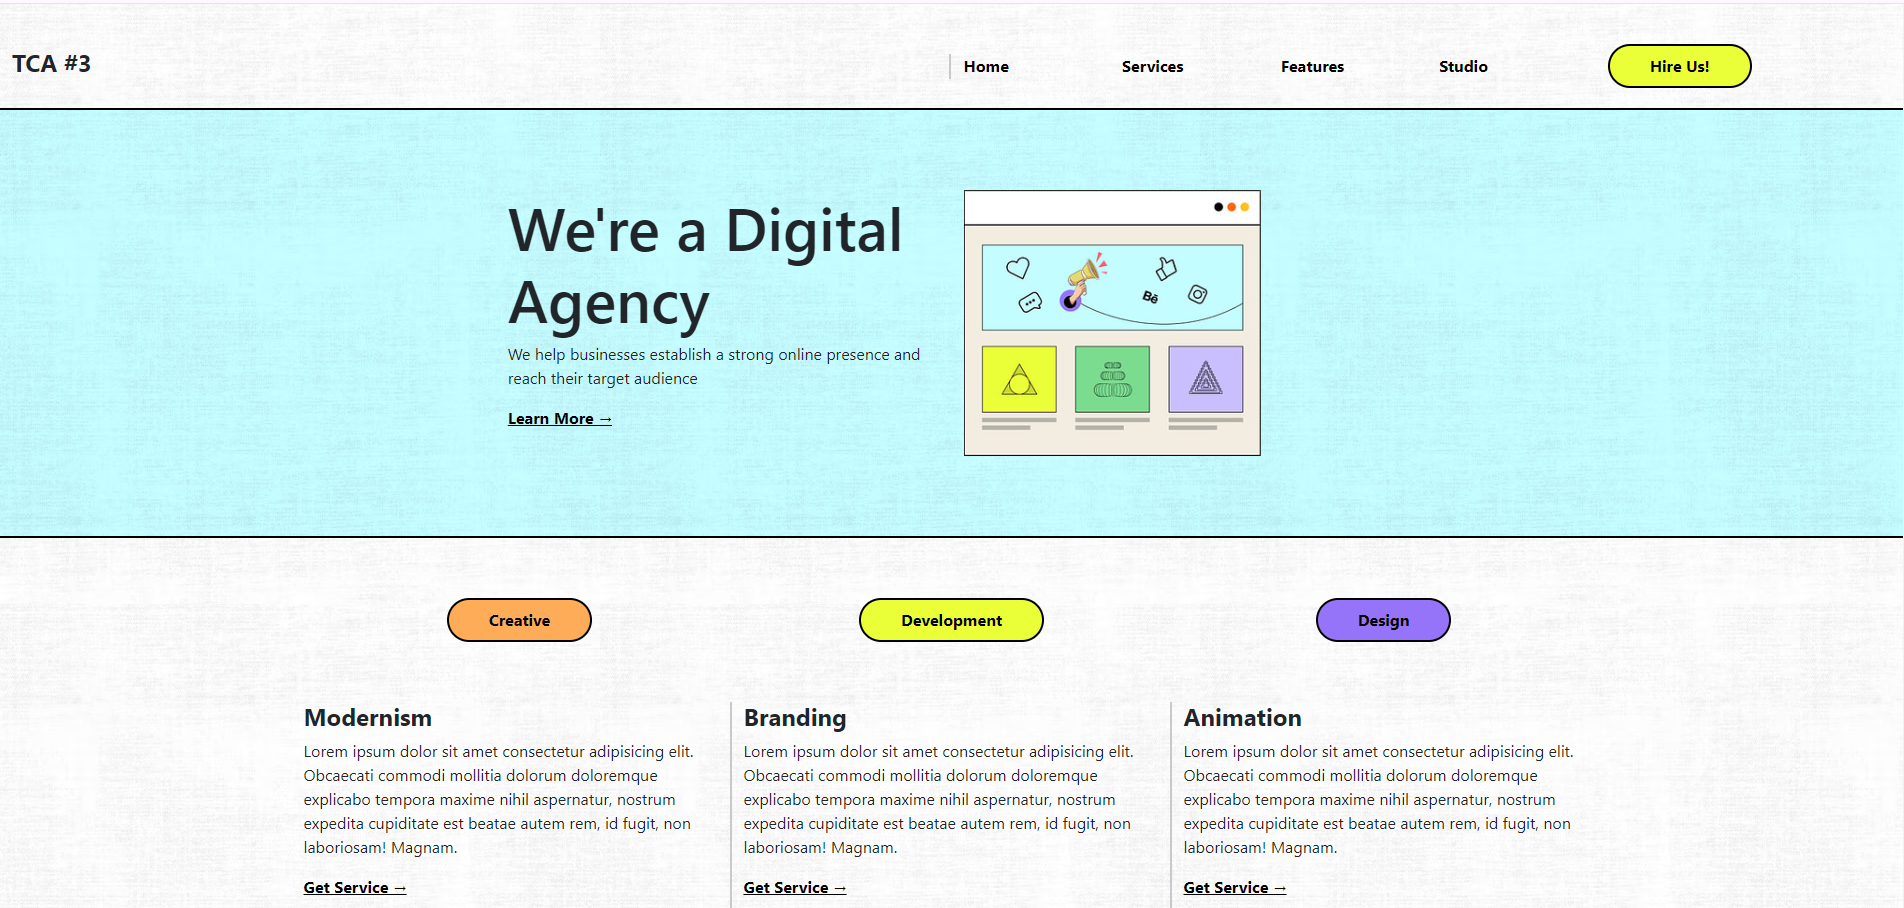 TCA #3
Home Services Features Studio Hire Us!
We're a Digital
Agency
We help businesses establish a strong online presence and
reach their target audience
Learn More →
Bē
Creative Development Design
Modernism
Lorem ipsum dolor sit amet consectetur adipisicing elit.
Obcaecati commodi mollitia dolorum doloremque
explicabo tempora maxime nihil aspernatur, nostrum
expedita cupiditate est beatae autem rem, id fugit, non
laboriosam! Magnam.
Get Service →
Branding
Lorem ipsum dolor sit amet consectetur adipisicing elit.
Obcaecati commodi mollitia dolorum doloremque
explicabo tempora maxime nihil aspernatur, nostrum
expedita cupiditate est beatae autem rem, id fugit, non
laboriosam! Magnam.
Get Service →
Animation
Lorem ipsum dolor sit amet consectetur adipisicing elit.
Obcaecati commodi mollitia dolorum doloremque
explicabo tempora maxime nihil aspernatur, nostrum
expedita cupiditate est beatae autem rem, id fugit, non
laboriosam! Magnam.
Get Service →